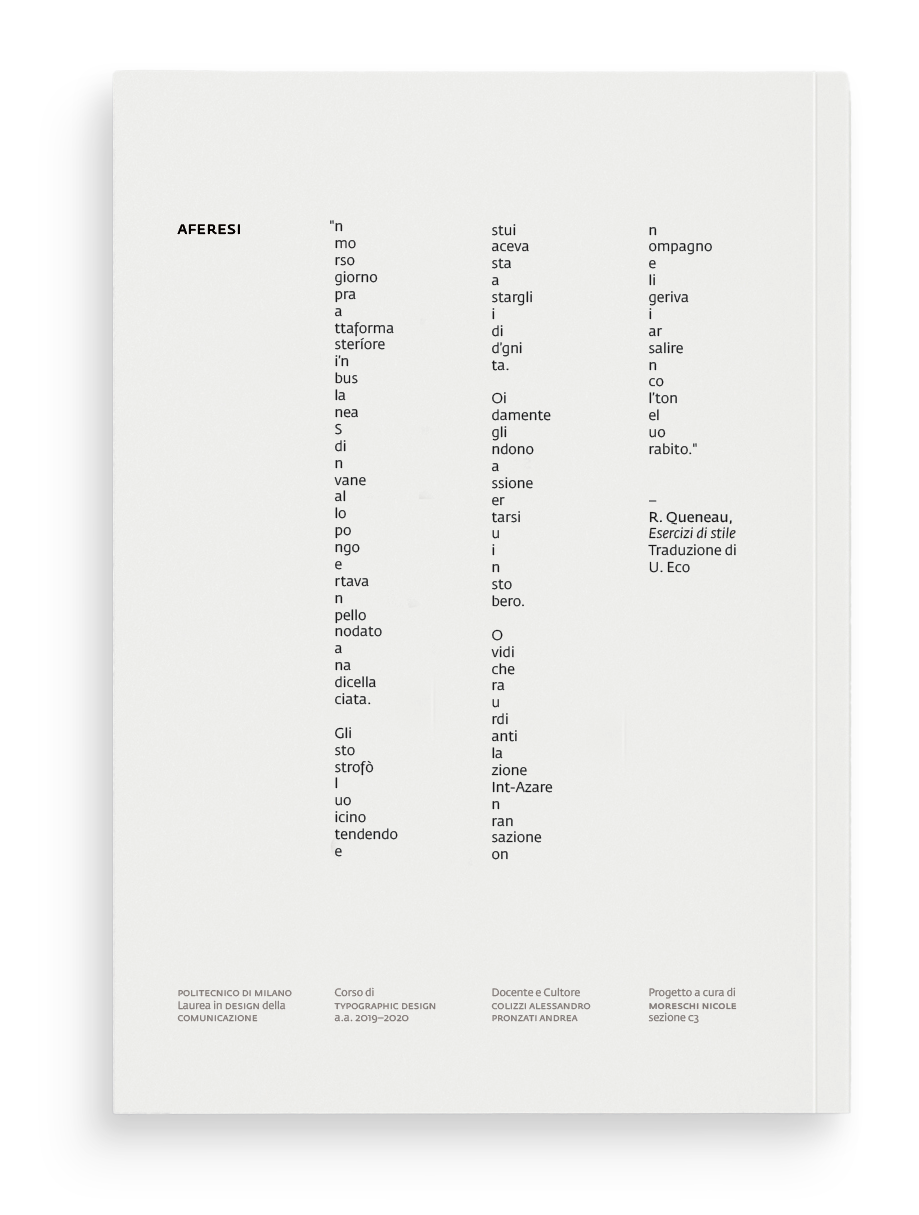 AFERESI
"n
mo
rso
giorno
pra
a
ttaforma
steriore
i'n
bus
la
nea
S
di
n
vane
al
lo
po
ngo
e
rtava
n
pello
nodato
a
na
dicella
ciata.
Gli
sto
strofò
l
uo
icino
tendendo
e
stui
aceva
sta
a
stargli
i
di
d'gni
ta.
Oi
damente
gli
ndono
a
ssione
er
tarsi
u
i
n
sto
bero.
O
vidi
che
ra
u
rdi
anti
la
zione
Int-Azare
n
ran
sazione
on
n
ompagno
e
li
geriva
i
ar
salire
n
co
l'ton
el
uo
rabito."
–
R. Queneau,
Esercizi di stile
Traduzione di
U. Eco
POLITECNICO DI MILANO
Laurea in DESIGN della
COMUNICAZIONE
Corso di
TYPOGRAPHIC DESIGN
a.a. 2019–2020
Docente e Cultore
COLIZZI ALESSANDRO
PRONZATI ANDREA
Progetto a cura di
MORESCHI NICOLE
sezione c3